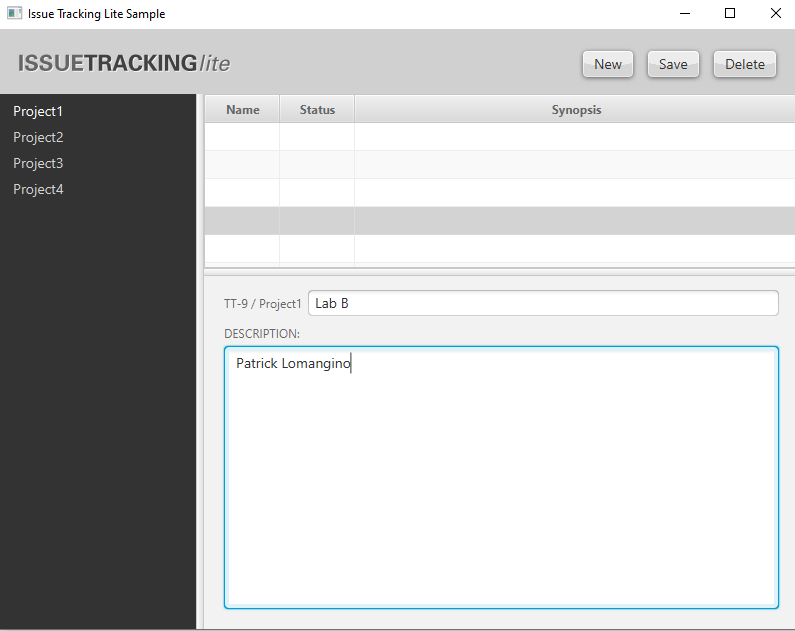 Issue Tracking Lite Sample
ISSUETRACKINGlite
New Save Delete
Project1
Project2
Project3
Project4
Name Status Synopsis
TT-9 / Project1 Lab B
DESCRIPTION:
Patrick Lomangino